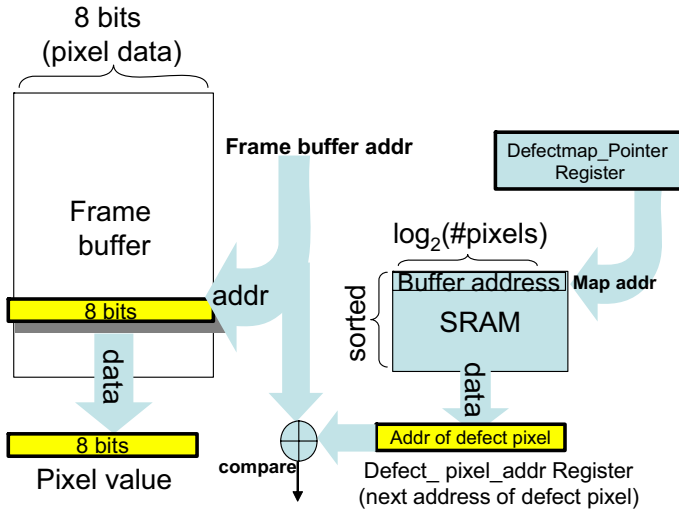 8 bits
(pixel data)
Frame buffer addr
Defectmap_Pointer
Register
Frame
buffer
log2(#pixels)
addr
Buffer address
Map addr
8 bits
sorted
SRAM
data
data
8 bits
Addr of defect pixel
compare
Pixel value
Defect_ pixel_addr Register
(next address of defect pixel)